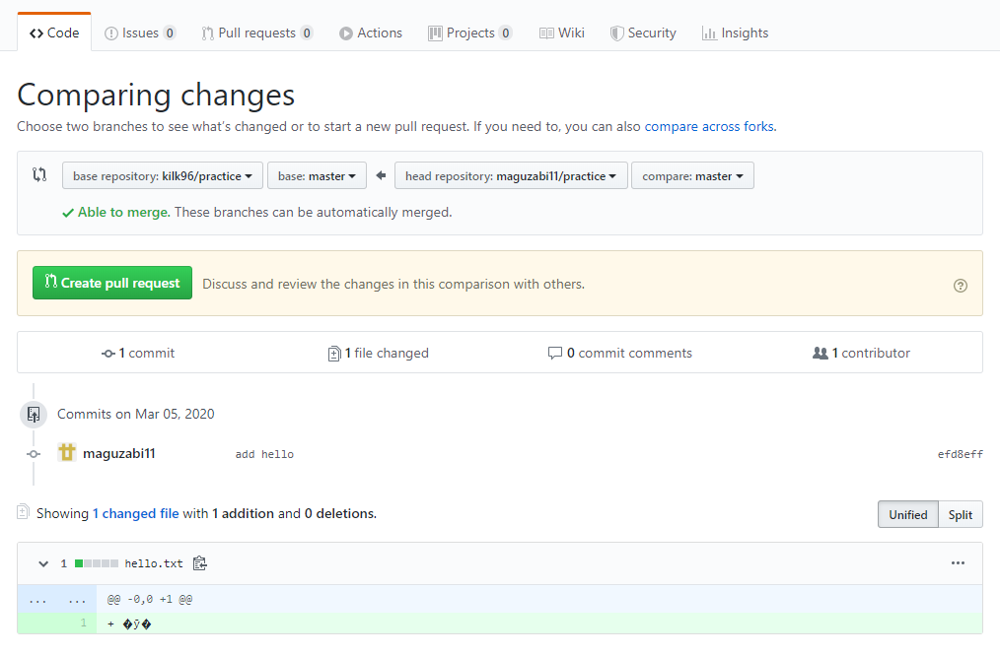 Code Issues 0 Pull requests 0 Actions Projects 0 Wiki Security Insights
Comparing changes
Choose two branches to see what's changed or to start a new pull request. If you need to, you can also compare across forks.
base repository: kilk96/practice base: master head repository: maguzabi11/practice compare: master
Able to merge. These branches can be automatically merged.
Create pull request Discuss and review the changes in this comparison with others.
1 commit 1 file changed 0 commit comments 1 contributor
Commits on Mar 05, 2020
maguzabi11 add hello efd8eff
Showing 1 changed file with 1 addition and 0 deletions. Unified Split
1 hello.txt ...
... ... @@ -0,0 +1 @@
1 + �ȳ�